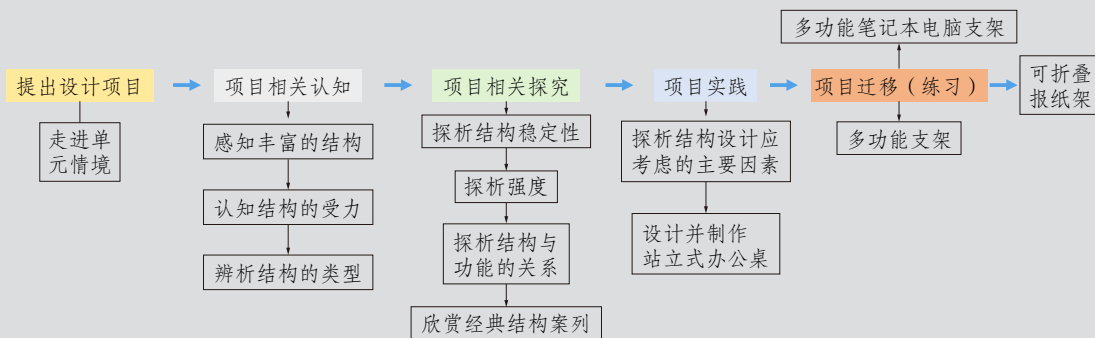 提出设计项目
走进单
元情境
项目相关认知
感知丰富的结构
认知结构的受力
辨析结构的类型
项目相关探究
探析结构稳定性
探析强度
探析结构与
功能的关系
欣赏经典结构案列
项目实践
探析结构设计应
考虑的主要因素
设计并制作
站立式办公桌
多功能笔记本电脑支架
项目迁移（练习）
多功能支架
可折叠
报纸架